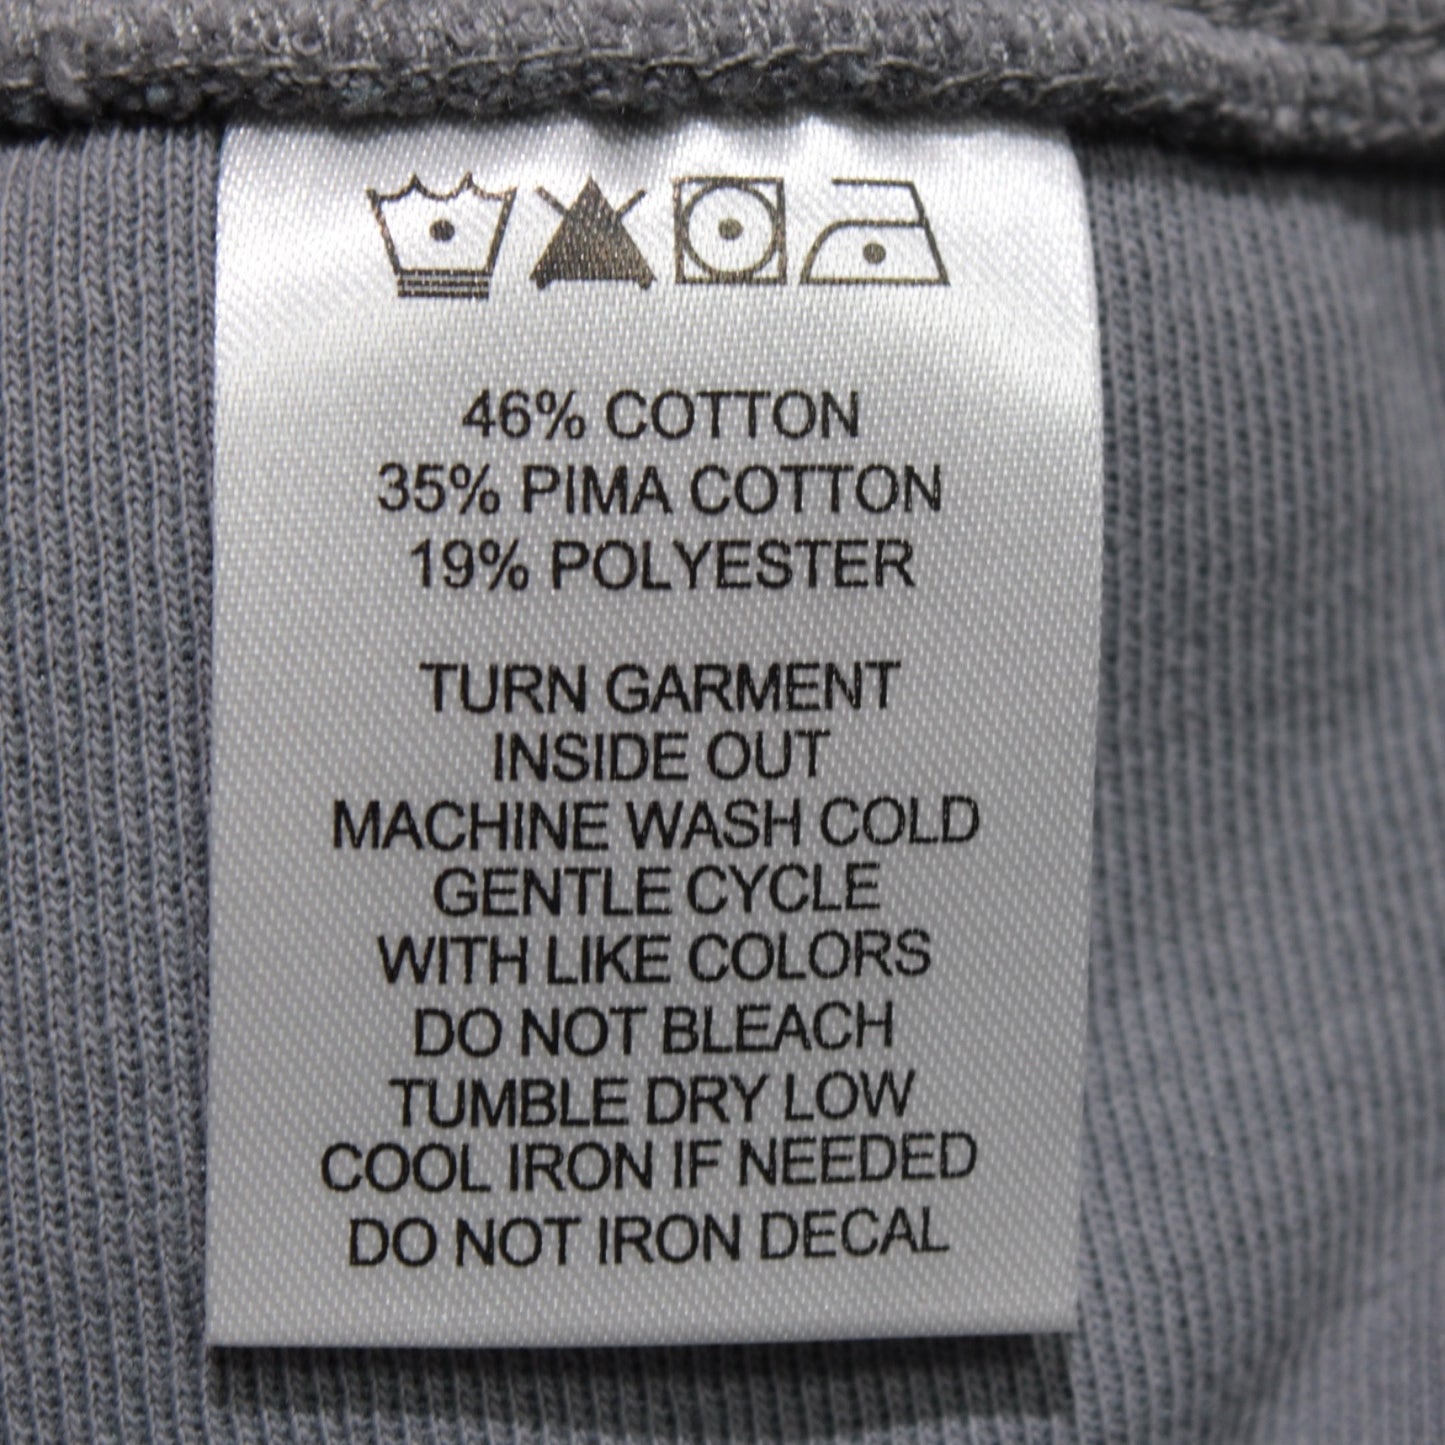 46% COTTON
35% PIMA COTTON
19% POLYESTER
TURN GARMENT
INSIDE OUT
MACHINE WASH COLD
GENTLE CYCLE
WITH LIKE COLORS
DO NOT BLEACH
TUMBLE DRY LOW
COOL IRON IF NEEDED
DO NOT IRON DECAL